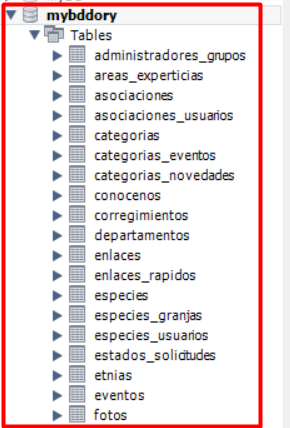 mybddory
Tables
administradores_grupos
areas_experticias
asociaciones
asociaciones_usuarios
categorias
categorias_eventos
categorias_novedades
conocenos
corregimientos
departamentos
enlaces
enlaces_rapidos
especies
especies_granjas
especies_usuarios
estados_solicitudes
etnias
eventos
fotos